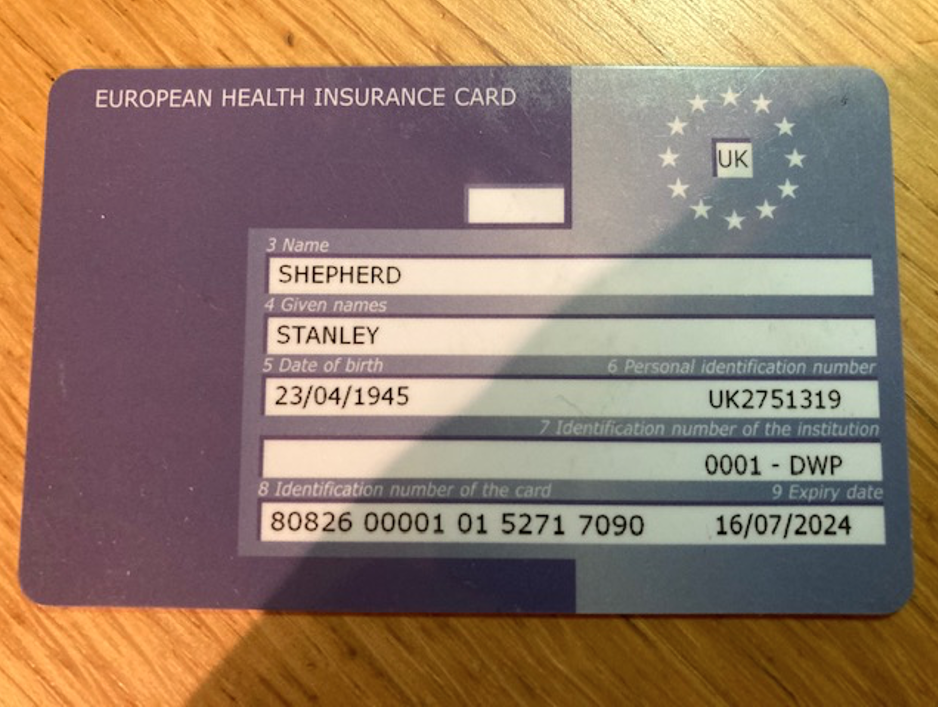 EUROPEAN HEALTH INSURANCE CARD
UK
3 Name
SHEPHERD
4 Given names
STANLEY
5 Date of birth 6 Personal identification number
23/04/1945 UK2751319
7 Identification number of the institution
0001 - DWP
8 Identification number of the card 9 Expiry date
80826 00001 01 5271 7090 16/07/2024